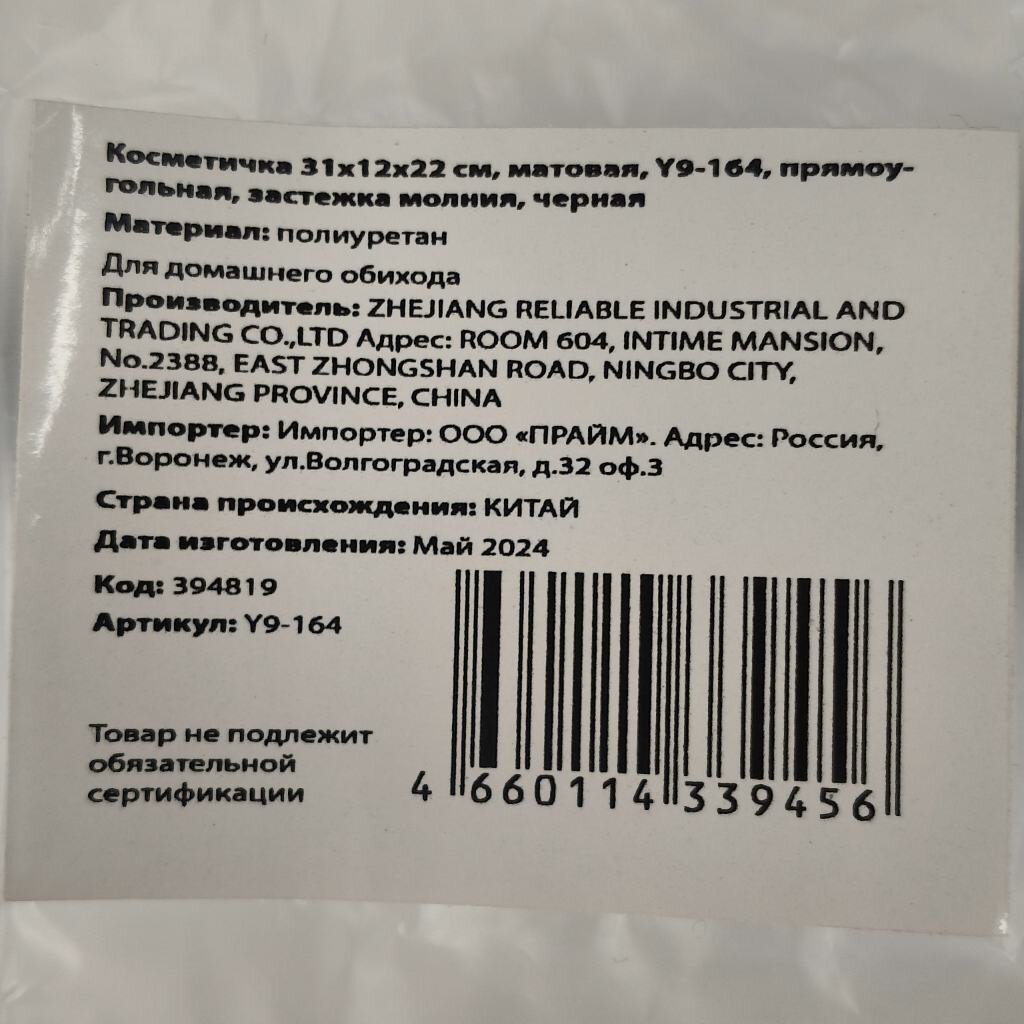 Косметичка 31х12х22 см, матовая, Y9-164, прямоу-
гольная, застежка молния, черная
Материал: полиуретан
Для домашнего обихода
Производитель: ZHEJIANG RELIABLE INDUSTRIAL AND
TRADING CO.,LTD Адрес: ROOM 604, INTIME MANSION,
No.2388, EAST ZHONGSHAN ROAD, NINGBO CITY,
ZHEJIANG PROVINCE, CHINA
Импортер: Импортер: ООО «ПРАЙМ». Адрес: Россия,
г.Воронеж, ул.Волгоградская, д.32 оф.3
Страна происхождения: КИТАЙ
Дата изготовления: Май 2024
Код: 394819
Артикул: Y9-164
Товар не подлежит
обязательной
сертификации
4 660114 339456